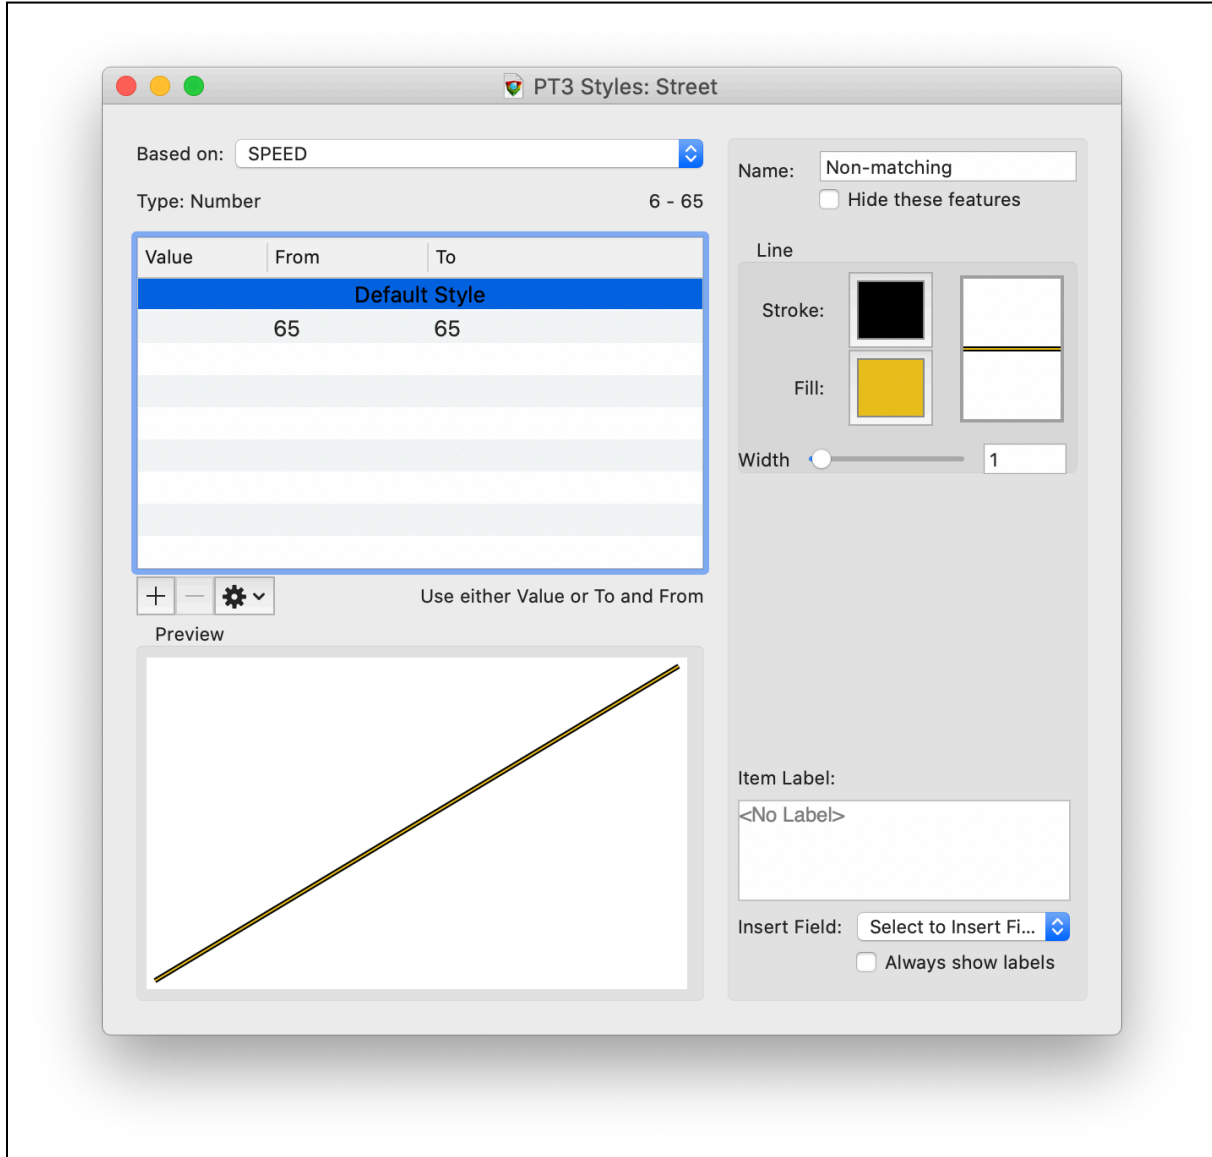 PT3 Styles: Street
Based on: SPEED
Type: Number 6 - 65
Value From To
Default Style
65 65
Use either Value or To and From
Preview
Name: Non-matching
Hide these features
Line
Stroke:
Fill:
Width 1
Item Label:
<No Label>
Insert Field: Select to Insert Fi...
Always show labels